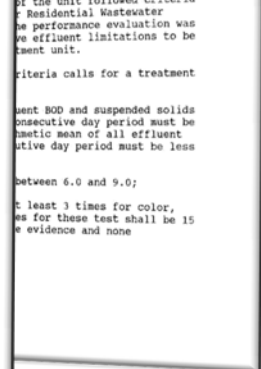 of the unit followed criteria
r Residential Wastewater
he performance evaluation was
ve effluent limitations to be
tment unit.
riteria calls for a treatment
uent BOD and suspended solids
onsecutive day period must be
hmetic mean of all effluent
utive day period must be less
between 6.0 and 9.0;
t least 3 times for color,
es for these test shall be 15
e evidence and none